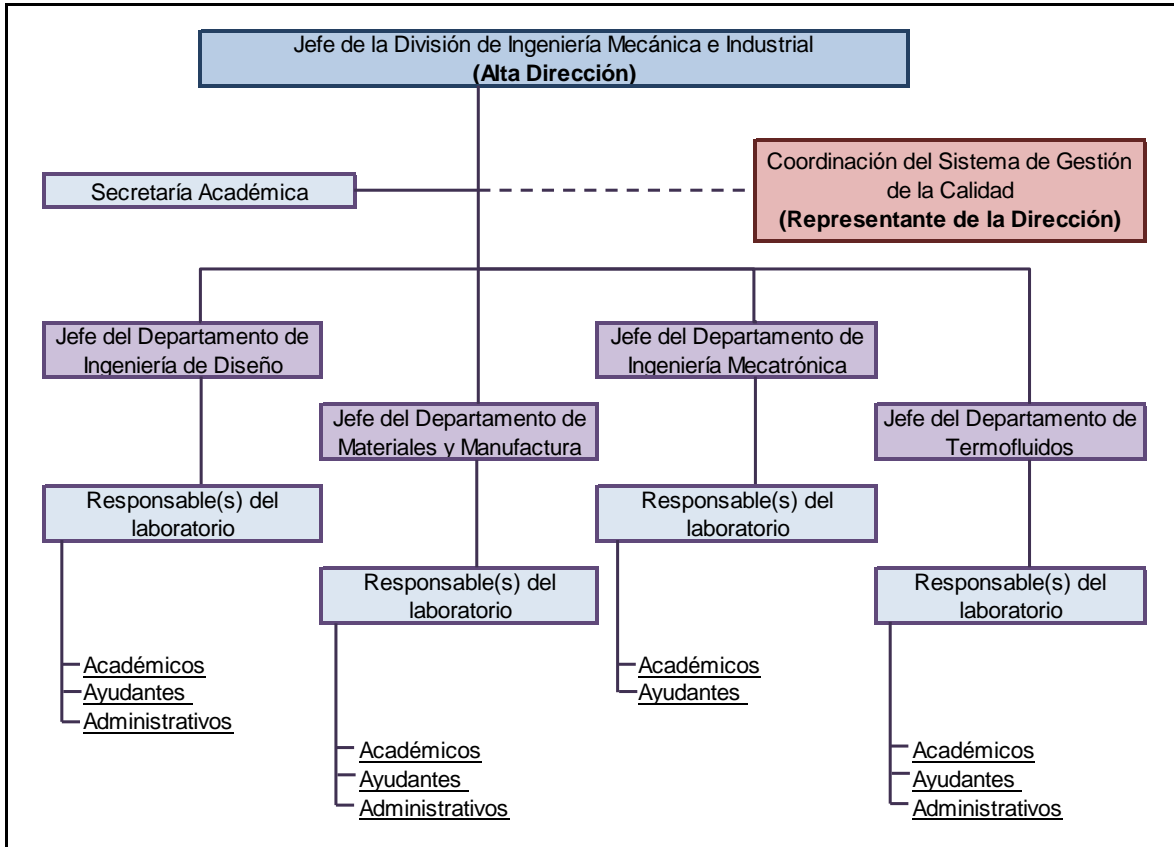 Jefe de la División de Ingeniería Mecánica e Industrial
(Alta Dirección)
Secretaría Académica
Coordinación del Sistema de Gestión
de la Calidad
(Representante de la Dirección)
Jefe del Departamento de
Ingeniería de Diseño
Jefe del Departamento de
Ingeniería Mecatrónica
Jefe del Departamento de
Materiales y Manufactura
Jefe del Departamento de
Termofluidos
Responsable(s) del
laboratorio
Responsable(s) del
laboratorio
Responsable(s) del
laboratorio
Responsable(s) del
laboratorio
Académicos
Ayudantes
Administrativos
Académicos
Ayudantes
Académicos
Ayudantes
Administrativos
Académicos
Ayudantes
Administrativos